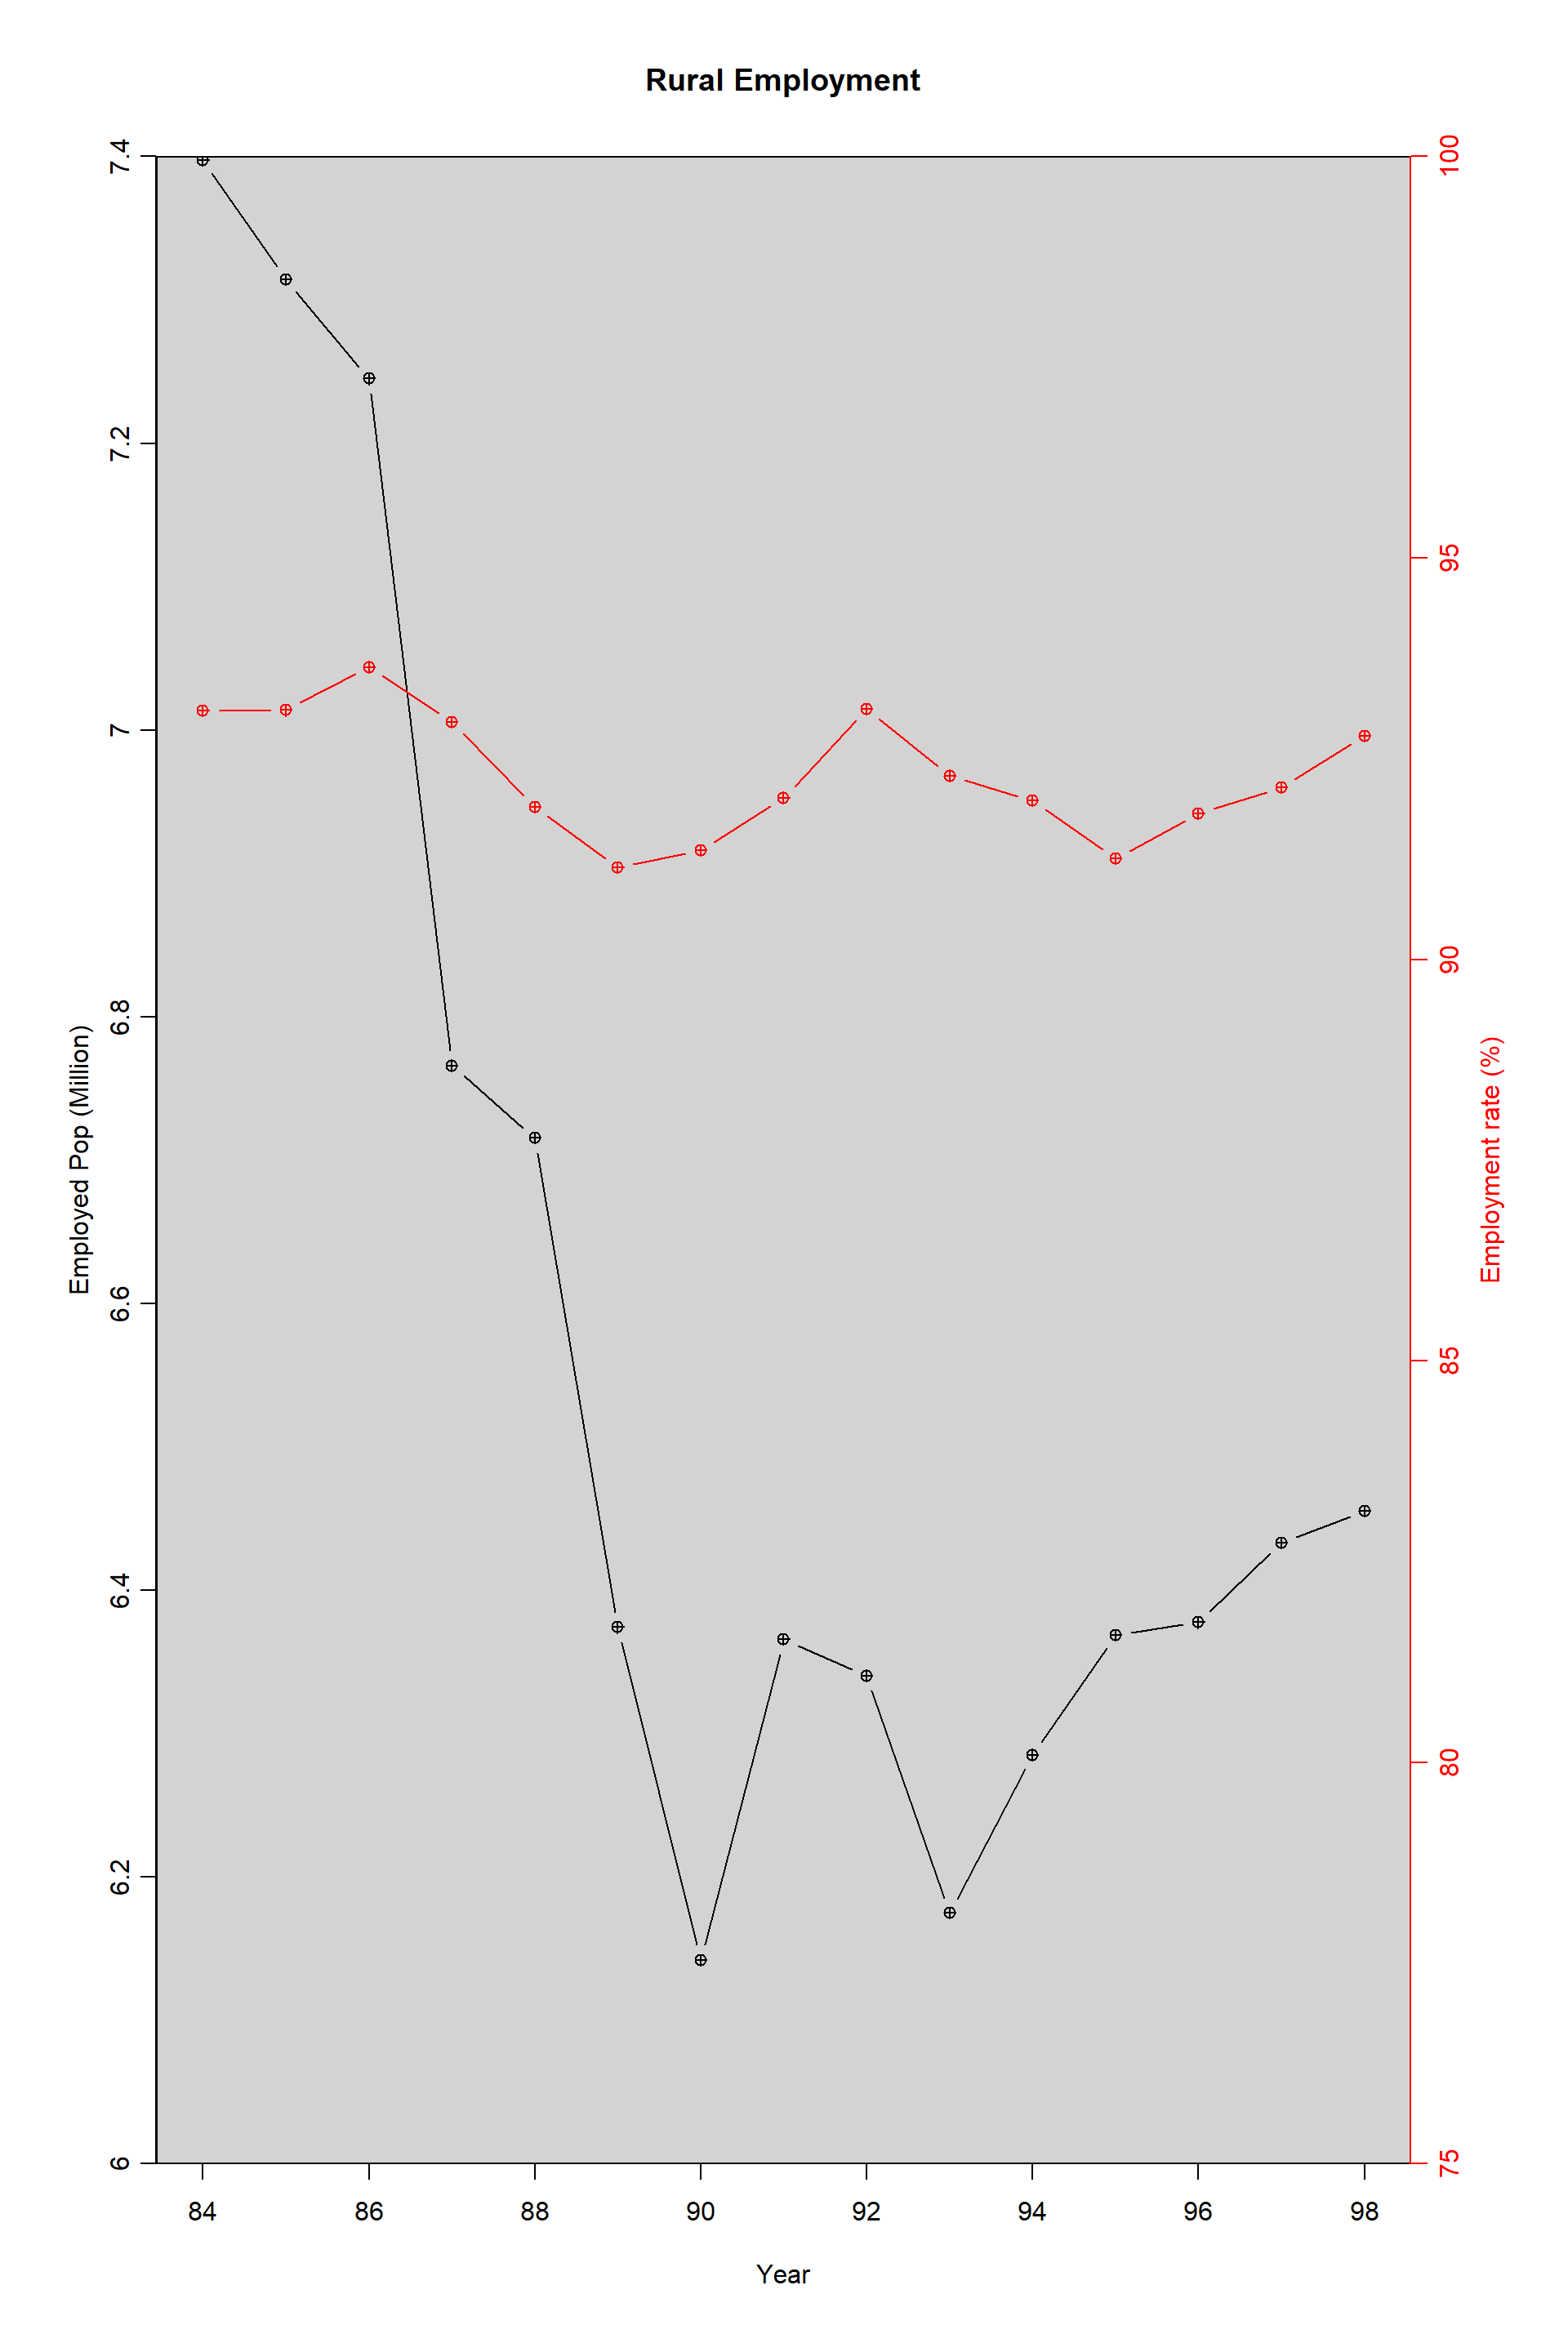 Rural Employment
7.4
7.2
7
6.8
6.6
6.4
6.2
6
Employed Pop (Million)
100
95
90
85
80
75
Employment rate (%)
84 86 88 90 92 94 96 98
Year